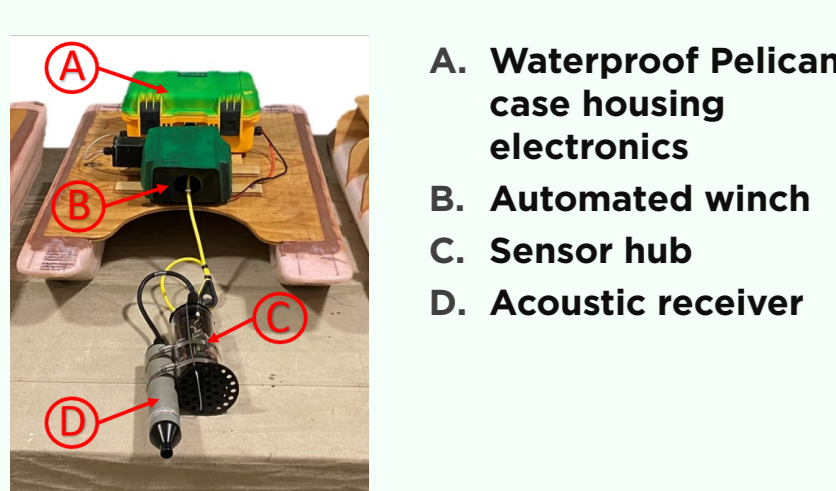 A
B
C
D
A. Waterproof Pelican
case housing
electronics
B. Automated winch
C. Sensor hub
D. Acoustic receiver